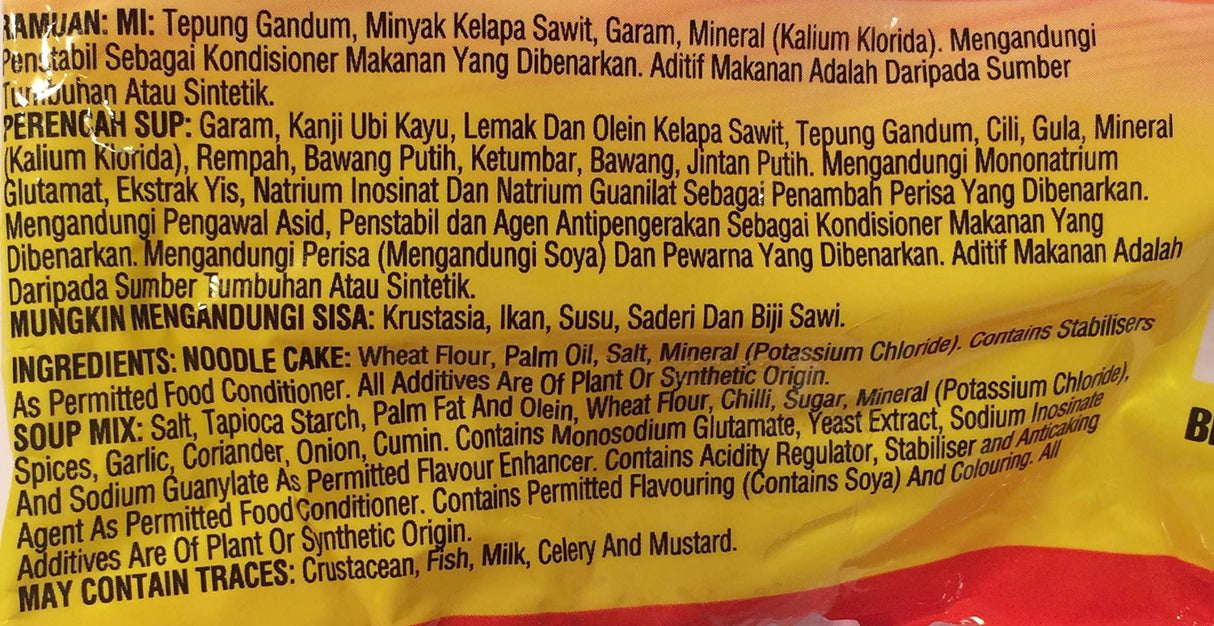 RAMUAN: MI: Tepung Gandum, Minyak Kelapa Sawit, Garam, Mineral (Kalium Klorida). Mengandungi
Penstabil Sebagai Kondisioner Makanan Yang Dibenarkan. Aditif Makanan Adalah Daripada Sumber
Tumbuhan Atau Sintetik.
PERENCAH SUP: Garam, Kanji Ubi Kayu, Lemak Dan Olein Kelapa Sawit, Tepung Gandum, Cili, Gula, Mineral
(Kalium Klorida), Rempah, Bawang Putih, Ketumbar, Bawang, Jintan Putih. Mengandungi Mononatrium
Glutamat, Ekstrak Yis, Natrium Inosinat Dan Natrium Guanilat Sebagai Penambah Perisa Yang Dibenarkan.
Mengandungi Pengawal Asid, Penstabil dan Agen Antipengerakan Sebagai Kondisioner Makanan Yang
Dibenarkan. Mengandungi Perisa (Mengandungi Soya) Dan Pewarna Yang Dibenarkan. Aditif Makanan Adalah
Daripada Sumber Tumbuhan Atau Sintetik.
MUNGKIN MENGANDUNGI SISA: Krustasia, Ikan, Susu, Saderi Dan Biji Sawi.
INGREDIENTS: NOODLE CAKE: Wheat Flour, Palm Oil, Salt, Mineral (Potassium Chloride). Contains Stabilisers
As Permitted Food Conditioner. All Additives Are Of Plant Or Synthetic Origin.
SOUP MIX: Salt, Tapioca Starch, Palm Fat And Olein, Wheat Flour, Chilli, Sugar, Mineral (Potassium Chloride),
Spices, Garlic, Coriander, Onion, Cumin. Contains Monosodium Glutamate, Yeast Extract, Sodium Inosinate
And Sodium Guanylate As Permitted Flavour Enhancer. Contains Acidity Regulator, Stabiliser and Anticaking
Agent As Permitted Food Conditioner. Contains Permitted Flavouring (Contains Soya) And Colouring. All
Additives Are Of Plant Or Synthetic Origin.
MAY CONTAIN TRACES: Crustacean, Fish, Milk, Celery And Mustard.